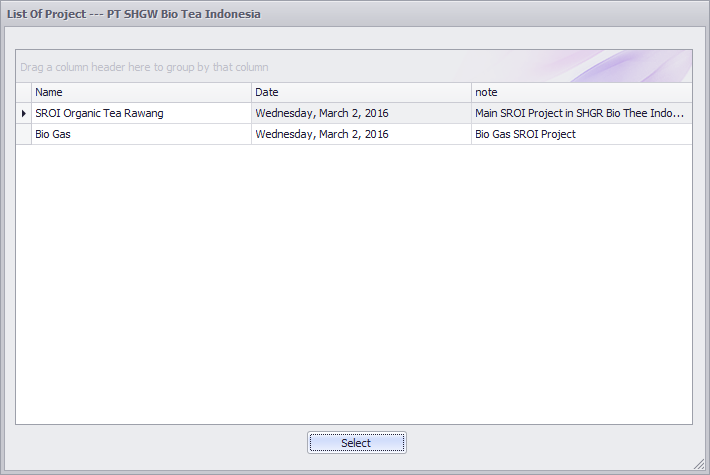 List Of Project --- PT SHGW Bio Tea Indonesia
Drag a column header here to group by that column
Name Date note
SROI Organic Tea Rawang Wednesday, March 2, 2016 Main SROI Project in SHGR Bio Thee Indo...
Bio Gas Wednesday, March 2, 2016 Bio Gas SROI Project
Select